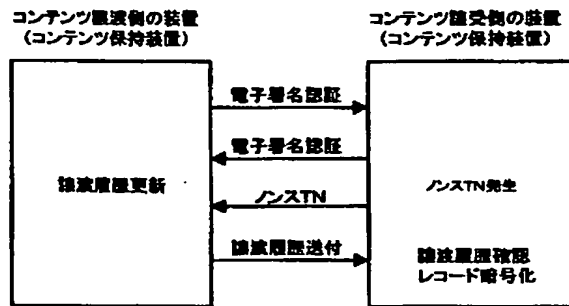 コンテンツ譲渡側の装置
(コンテンツ保持装置)
コンテンツ譲受側の装置
(コンテンツ保持装置)
電子署名認証
電子署名認証
譲渡履歴更新
ノンスTN
ノンスTN発生
譲渡履歴送付
譲渡履歴確認
レコード暗号化